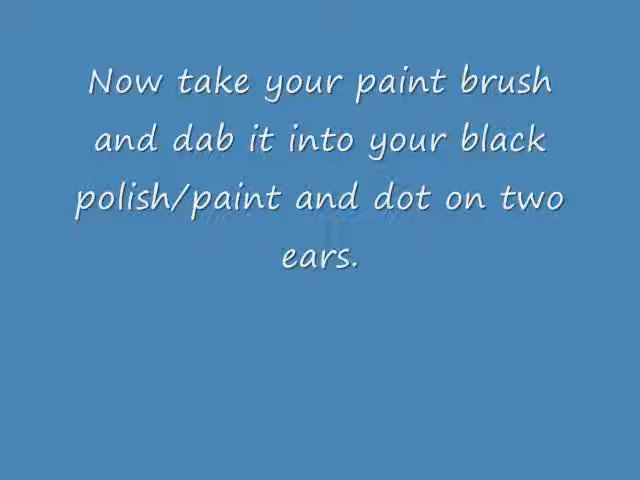 Now take your paint brush
and dab it into your black
polish/paint and dot on two
ears.